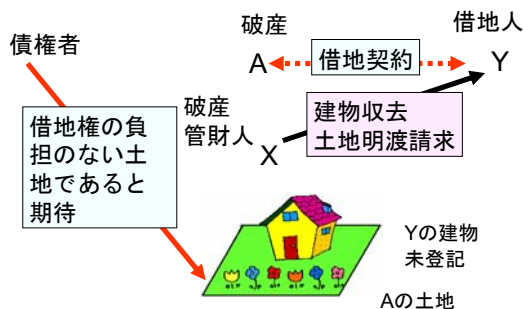 債権者
破産
A
借地契約
借地人
Y
借地権の負
担のない土
地であると
期待
破産
管財人
X
建物収去
土地明渡請求
Yの建物
未登記
Aの土地